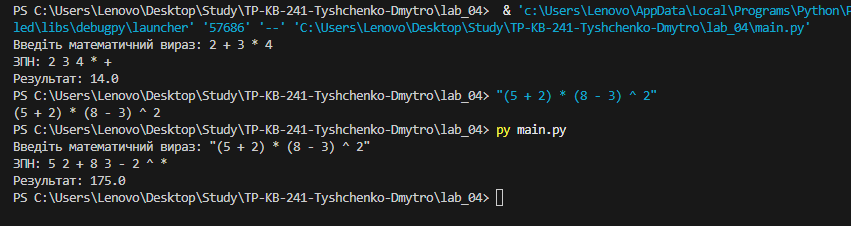 PS C:\Users\Lenovo\Desktop\Study\TP-KB-241-Tyshchenko-Dmytro\lab_04>  & 'c:\Users\Lenovo\AppData\Local\Programs\Python\P
led\libs\debugpy\launcher' '57686' '--' 'C:\Users\Lenovo\Desktop\Study\TP-KB-241-Tyshchenko-Dmytro\lab_04\main.py'
Введіть математичний вираз: 2 + 3 * 4
ЗПН: 2 3 4 * +
Результат: 14.0
PS C:\Users\Lenovo\Desktop\Study\TP-KB-241-Tyshchenko-Dmytro\lab_04> "(5 + 2) * (8 - 3) ^ 2"
(5 + 2) * (8 - 3) ^ 2
PS C:\Users\Lenovo\Desktop\Study\TP-KB-241-Tyshchenko-Dmytro\lab_04> py main.py
Введіть математичний вираз: "(5 + 2) * (8 - 3) ^ 2"
ЗПН: 5 2 + 8 3 - 2 ^ *
Результат: 175.0
PS C:\Users\Lenovo\Desktop\Study\TP-KB-241-Tyshchenko-Dmytro\lab_04>